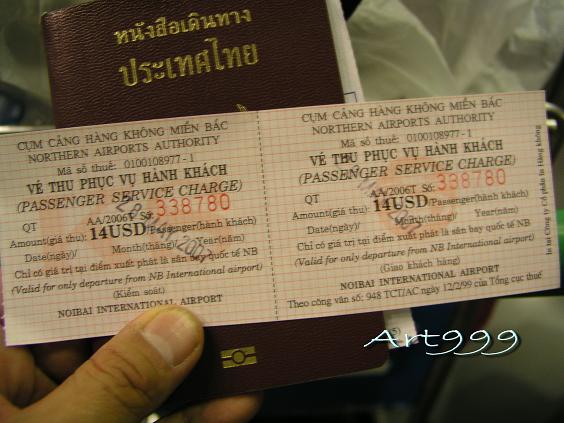 หนังสือเดินทาง
ประเทศไทย
CỤM CẢNG HÀNG KHÔNG MIỀN BẮC
NORTHERN AIRPORTS AUTHORITY
Mã số thuế: 0100108977 - 1
VÉ THU PHỤC VỤ HÀNH KHÁCH
(PASSENGER SERVICE CHARGE)
QT AA/2006T Số: 338780
Amount(giá thu): 14USD/Passenger(hành khách)
Date(ngày)/ Month(tháng)/ Year(năm)
Chỉ có giá trị tại điểm xuất phát là sân bay quốc tế NB
(Valid for only departure from NB International airport)
(Kiểm soát)
NOIBAI INTERNATIONAL AIRPORT
CỤM CẢNG HÀNG KHÔNG MIỀN BẮC
NORTHERN AIRPORTS AUTHORITY
Mã số thuế: 0100108977 - 1
VÉ THU PHỤC VỤ HÀNH KHÁCH
(PASSENGER SERVICE CHARGE)
QT AA/2006T Số: 338780
Amount(giá thu): 14USD/Passenger(hành khách)
Date(ngày)/ Month(tháng)/ Year(năm)
Chỉ có giá trị tại điểm xuất phát là sân bay quốc tế NB
(Valid for only departure from NB International airport)
(Giao khách hàng)
NOIBAI INTERNATIONAL AIRPORT
Theo công văn số: 948 TCT/AC ngày 12/2/99 của Tổng cục thuế
In tại Công ty Cổ phần In Hàng không
Art999